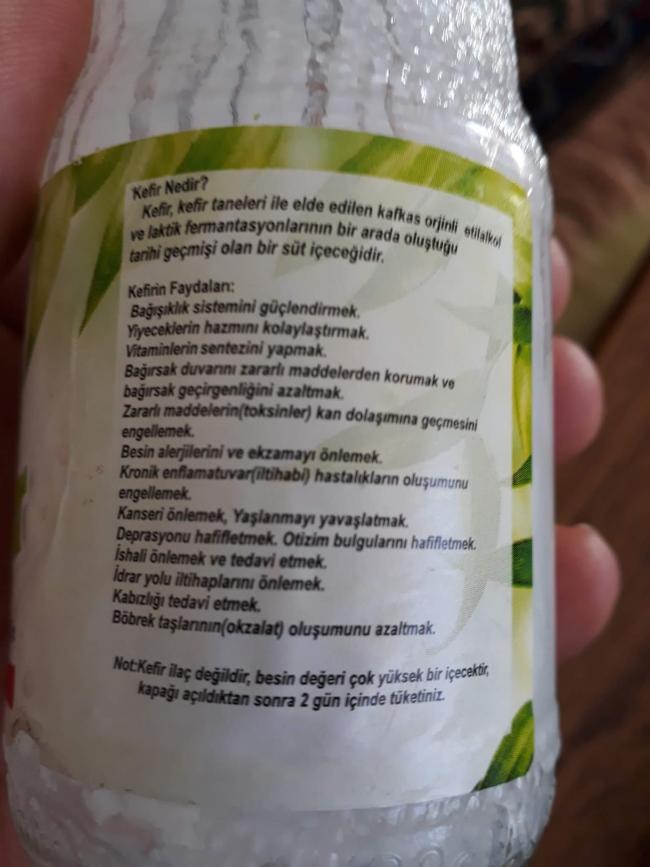 Kefir Nedir?
Kefir, kefir taneleri ile elde edilen kafkas orjinli etilalkol
ve laktik fermantasyonlarının bir arada oluştuğu
tarihi geçmişi olan bir süt içeceğidir.
Kefirin Faydaları:
Bağışıklık sistemini güçlendirmek.
Yiyeceklerin hazmını kolaylaştırmak.
Vitaminlerin sentezini yapmak.
Bağırsak duvarını zararlı maddelerden korumak ve
bağırsak geçirgenliğini azaltmak.
Zararlı maddelerin(toksinler) kan dolaşımına geçmesini
engellemek.
Besin alerjilerini ve ekzamayı önlemek.
Kronik enflamatuvar(iltihabi) hastalıkların oluşumunu
engellemek.
Kanseri önlemek, Yaşlanmayı yavaşlatmak.
Deprasyonu hafifletmek. Otizim bulgularını hafifletmek.
İshali önlemek ve tedavi etmek.
İdrar yolu iltihaplarını önlemek.
Kabızlığı tedavi etmek.
Böbrek taşlarının(okzalat) oluşumunu azaltmak.
Not:Kefir ilaç değildir, besin değeri çok yüksek bir içecektir,
kapağı açıldıktan sonra 2 gün içinde tüketiniz.